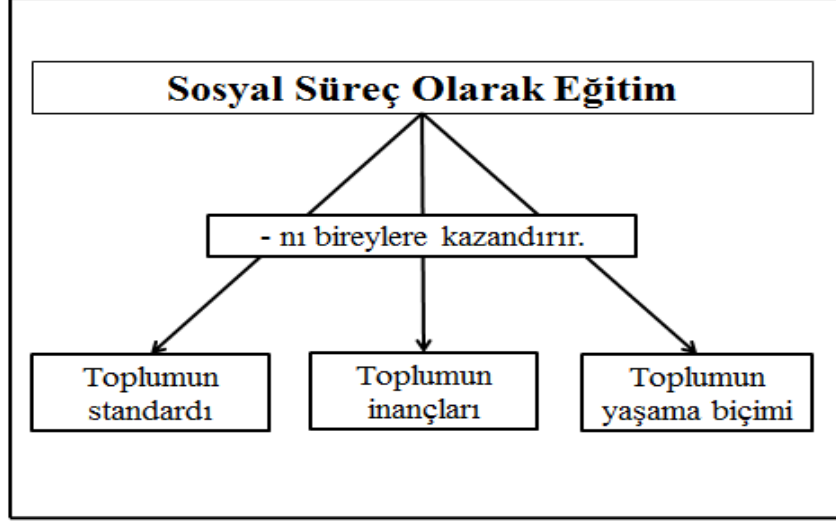 Sosyal Süreç Olarak Eğitim
- nı bireylere kazandırır.
Toplumun
standardı
Toplumun
inançları
Toplumun
yaşama biçimi